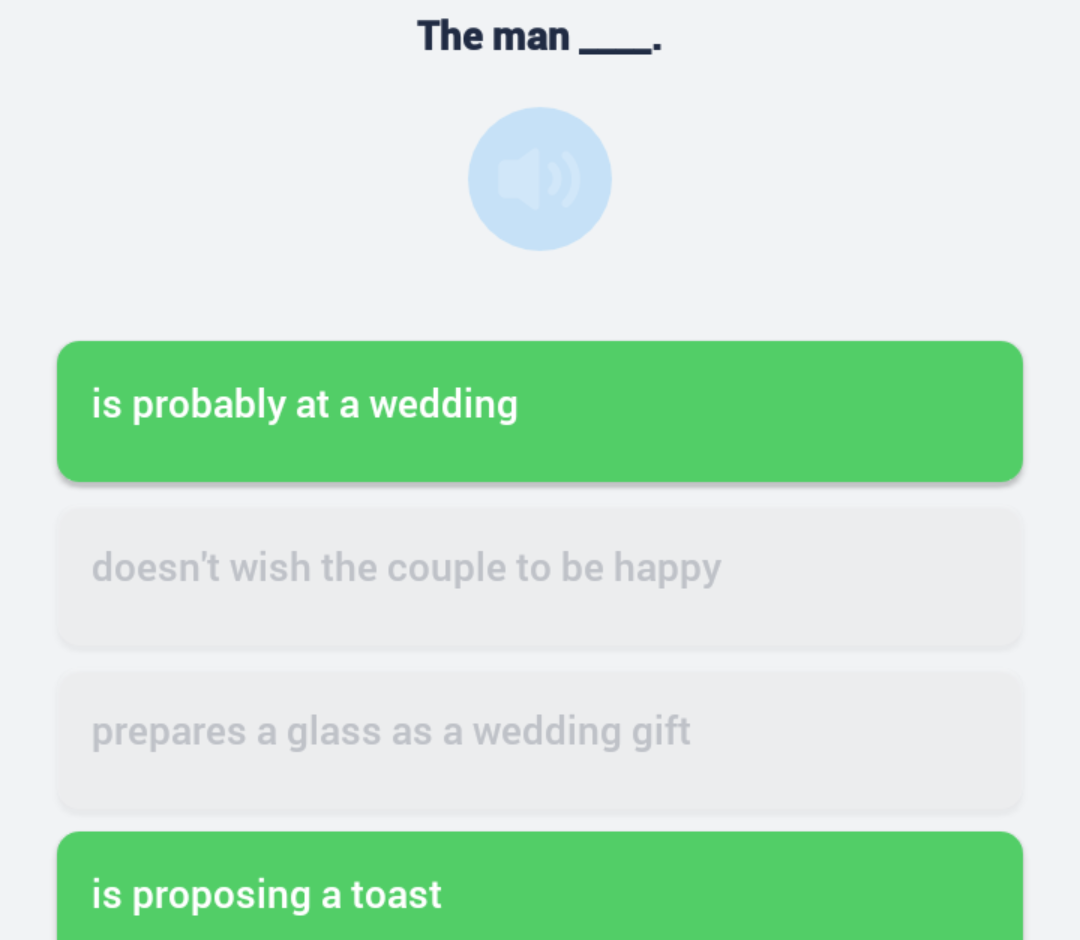 The man ____.
is probably at a wedding
doesn't wish the couple to be happy
prepares a glass as a wedding gift
is proposing a toast